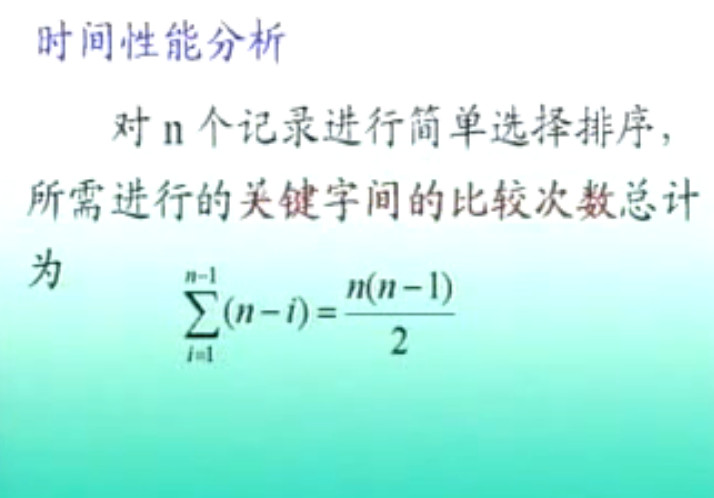 时间性能分析
对 n 个记录进行简单选择排序，
所需进行的关键字间的比较次数总计
为
\sum_{i=1}^{n-1}(n-i)=\frac{n(n-1)}{2}